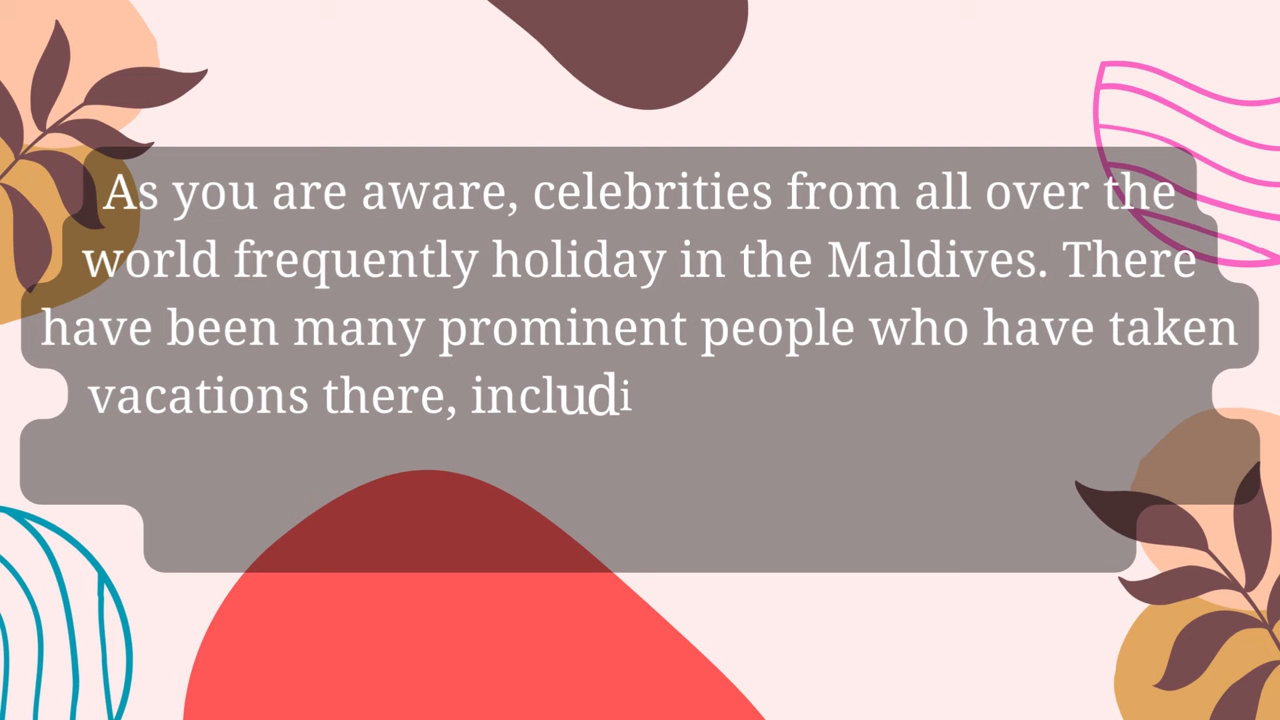 As you are aware, celebrities from all over the
world frequently holiday in the Maldives. There
have been many prominent people who have taken
vacations there, includi